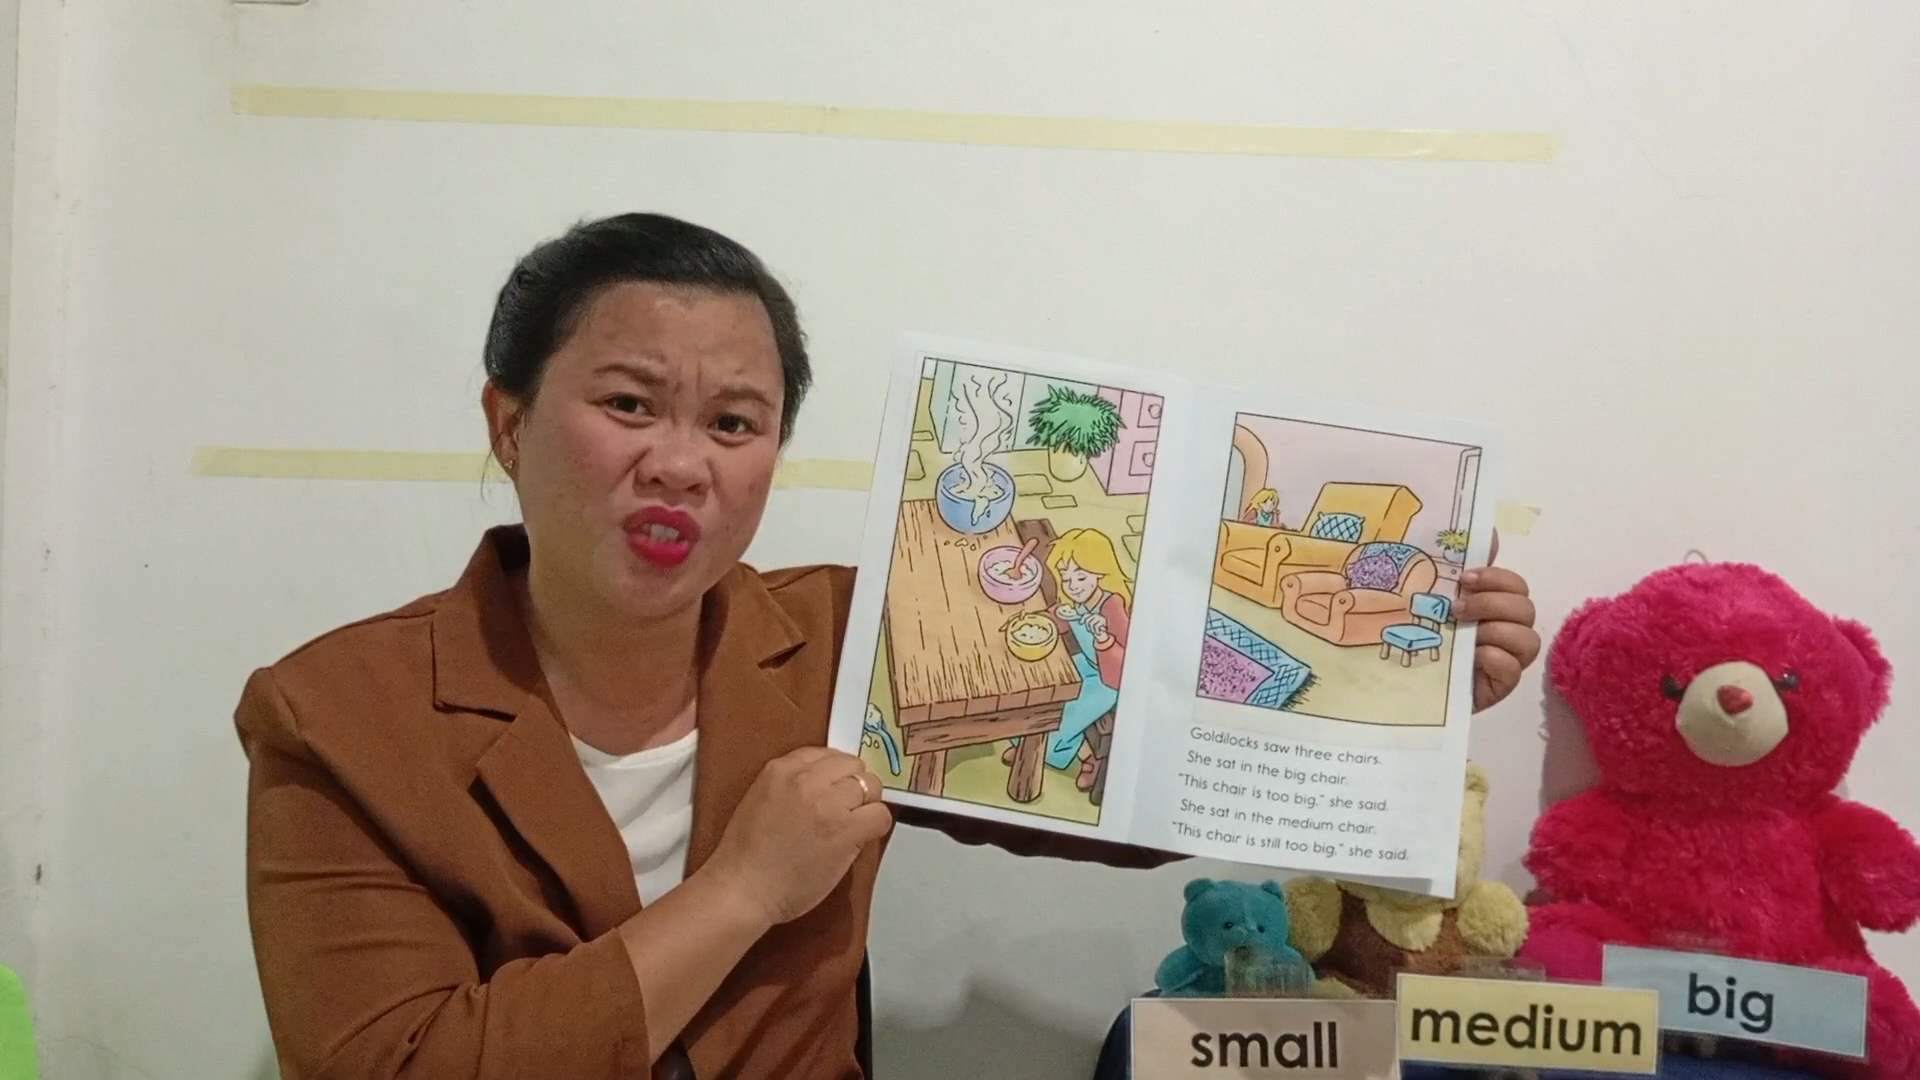 Goldilocks saw three chairs.
She sat in the big chair.
"This chair is too big," she said.
She sat in the medium chair.
"This chair is still too big," she said.
small
medium
big